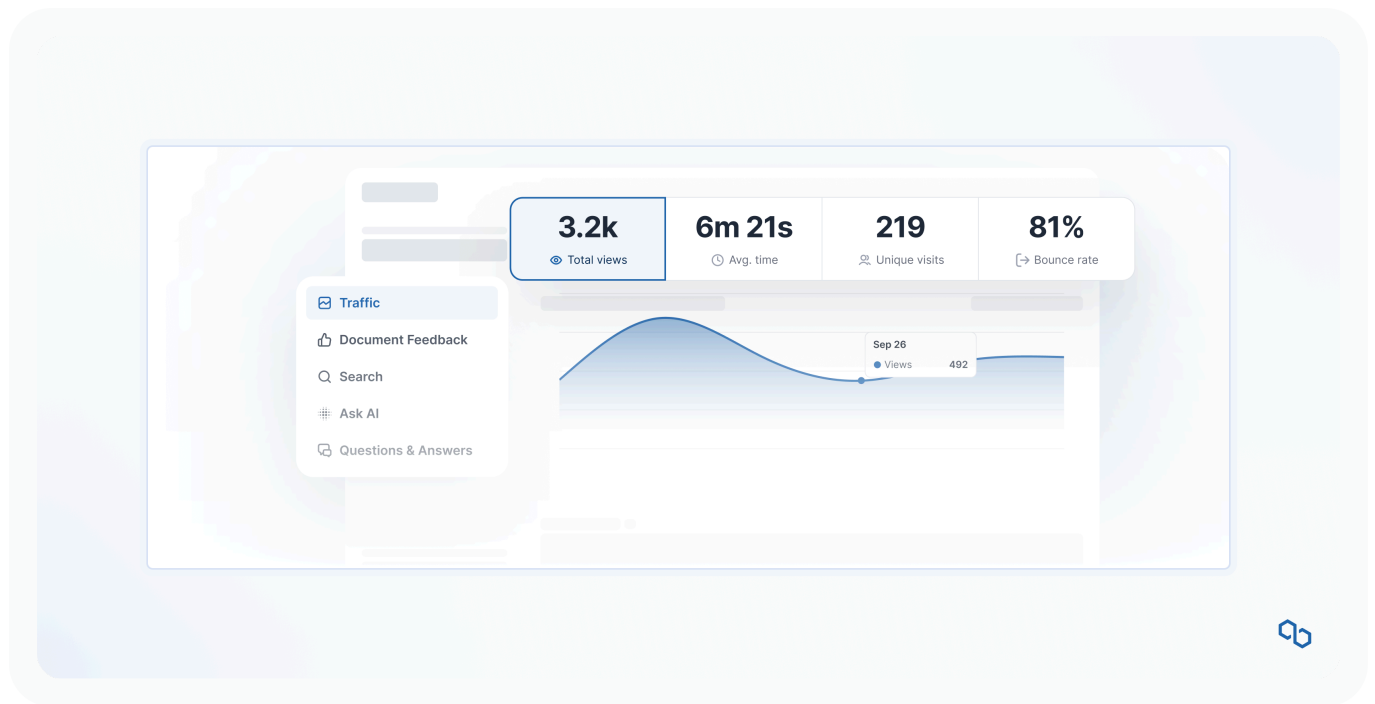 3.2k
Total views
6m 21s
Avg. time
219
Unique visits
81%
Bounce rate
Traffic
Document Feedback
Search
Ask AI
Questions & Answers
Sep 26
Views 492